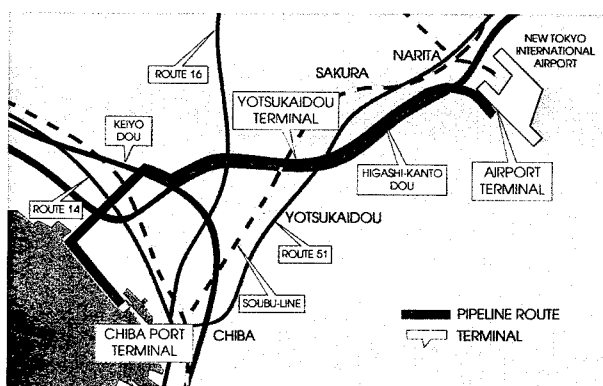 NEW TOKYO
INTERNATIONAL
AIRPORT
NARITA
ROUTE 16
SAKURA
YOTSUKAIDOU
TERMINAL
KEIYO
DOU
HIGASHI-KANTO
DOU
AIRPORT
TERMINAL
ROUTE 14
YOTSUKAIDOU
ROUTE 51
SOUBU-LINE
CHIBA PORT
TERMINAL
CHIBA
PIPELINE ROUTE
TERMINAL